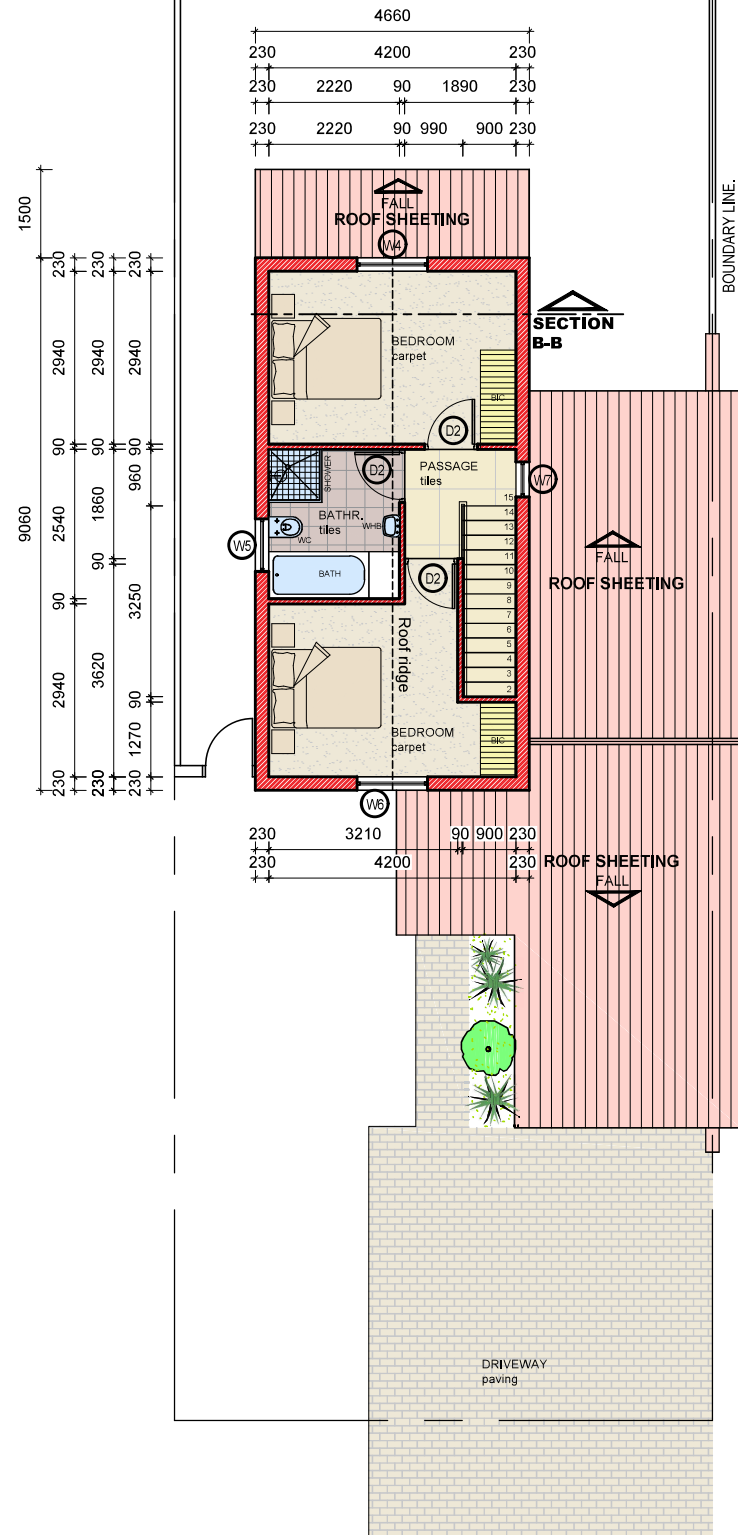 4660
230 4200 230
230 2220 90 1890 230
230 2220 90 990 900 230
FALL
ROOF SHEETING
W4
BOUNDARY LINE.
SECTION
B-B
BEDROOM
carpet
BIC
D2
D2
PASSAGE
tiles
W7
SHOWER
BATHR.
tiles
WHB
WC
W5
BATH
D2
15
14
13
12
11
10
9
8
7
6
5
4
3
2
FALL
ROOF SHEETING
Roof ridge
BEDROOM
carpet
BIC
W6
1500
9060
230 2940 90 2540 90 2940 230
230 2940 90 1860 90 3620 230
230 2940 90 960 3250 90 1270 230
230 3210 90 900 230
230 4200 230
ROOF SHEETING
FALL
DRIVEWAY
paving